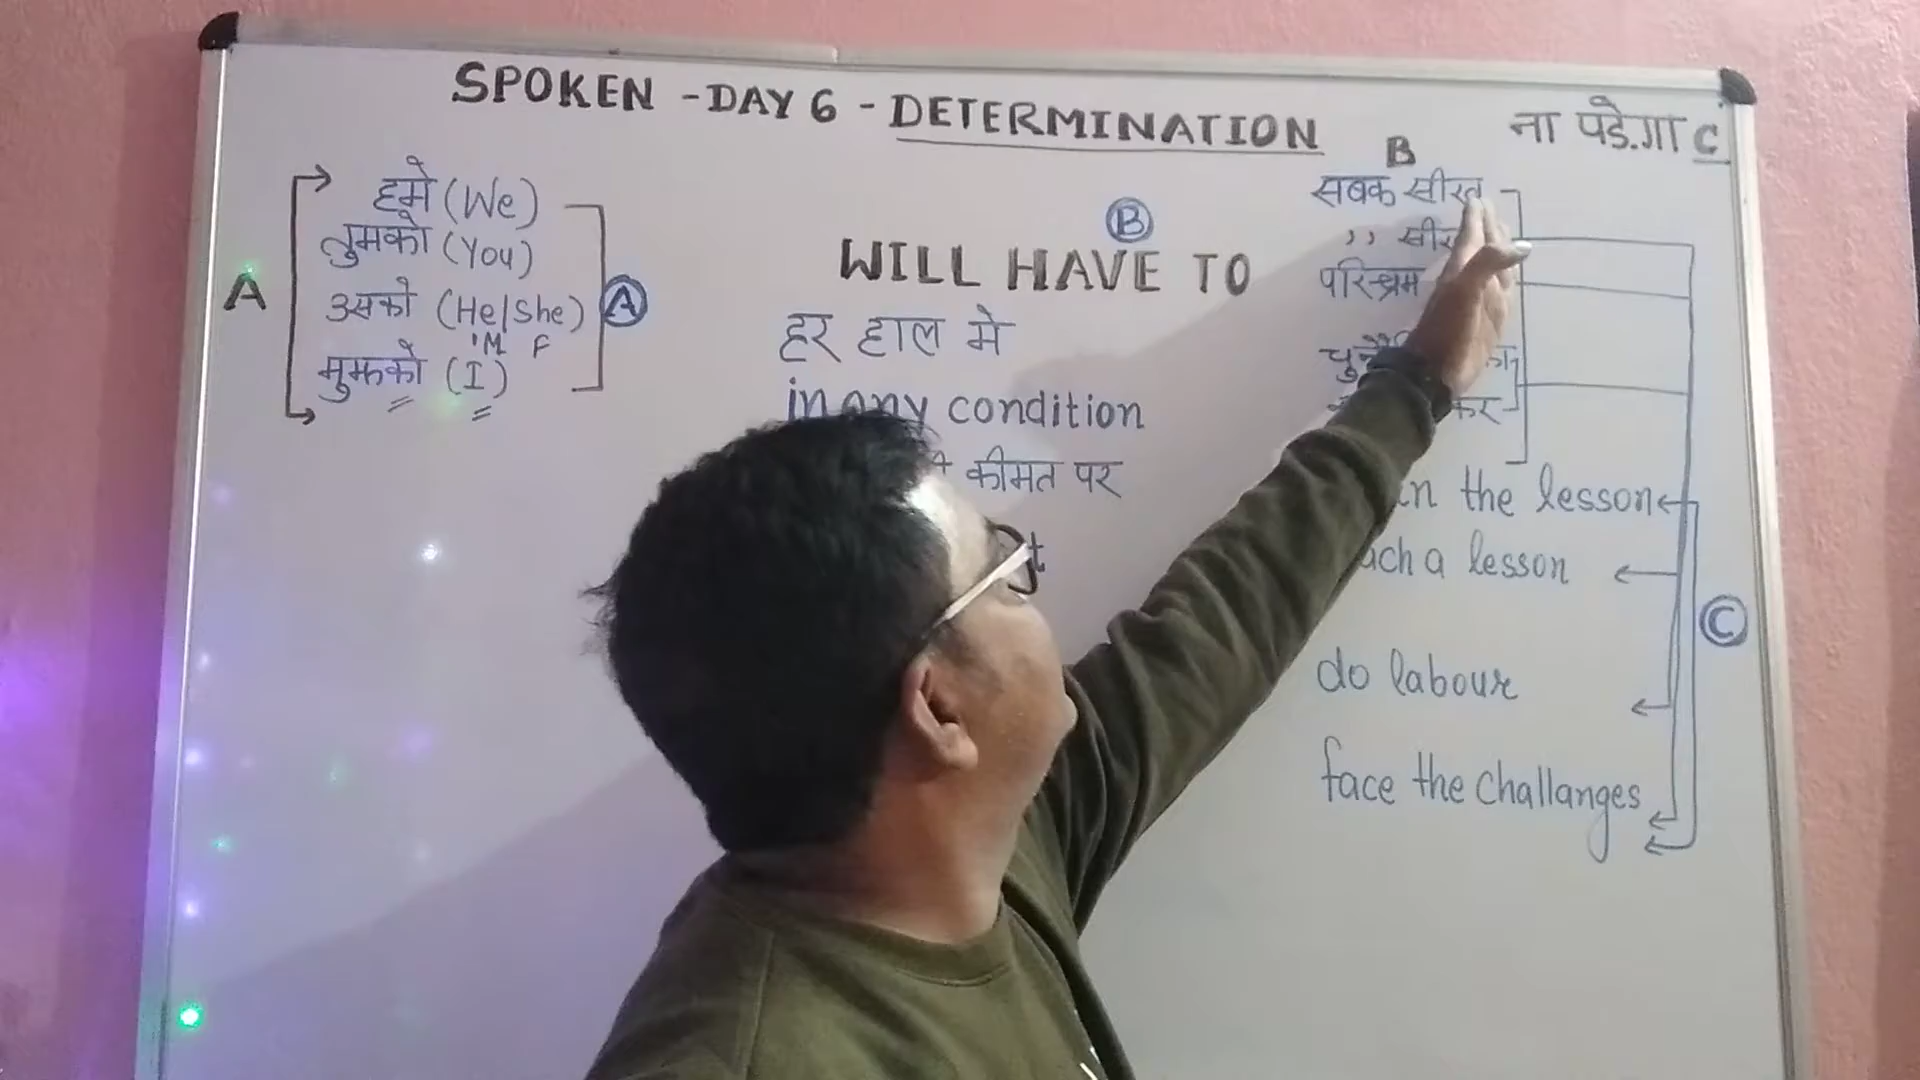 SPOKEN - DAY 6 - DETERMINATION
ना पडे.गा C
A
हमे (We)
तुमको (You)
उसको (He/She)
'M F
मुझको (I)
A
B
WILL HAVE TO
हर हाल मे
in any condition
कीमत पर
B
सबक सीख
,,
परिश्रम
कर
the lesson
a lesson
do labour
face the challanges
C